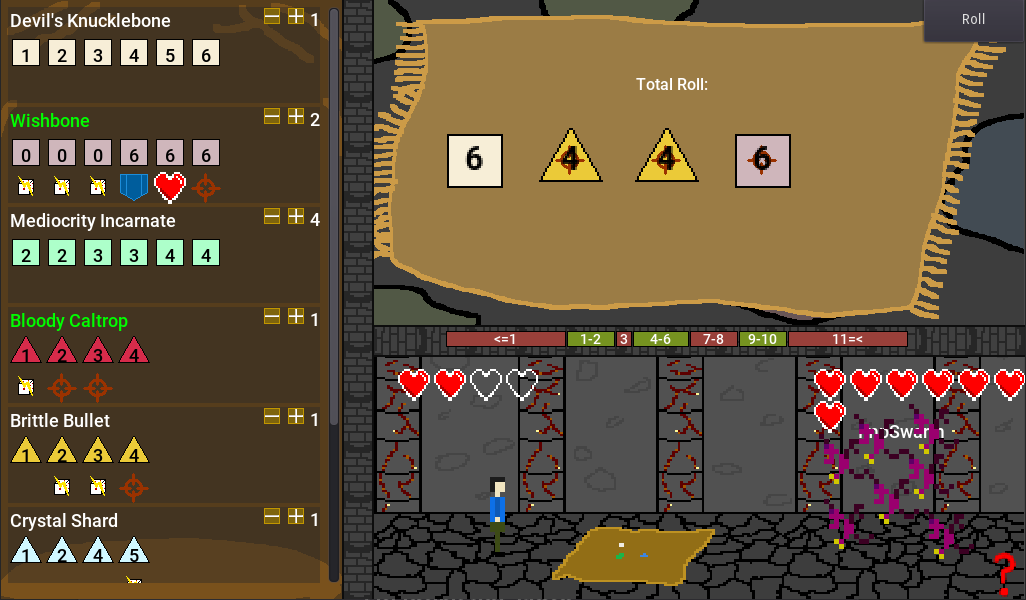 Devil's Knucklebone 1
1 2 3 4 5 6
Wishbone 2
0 0 0 6 6 6
Mediocrity Incarnate 4
2 2 3 3 4 4
Bloody Caltrop 1
1 2 3 4
Brittle Bullet 1
1 2 3 4
Crystal Shard 1
1 2 4 5
Roll
Total Roll:
6 4 4 6
<=1 1-2 3 4-6 7-8 9-10 11=<
?